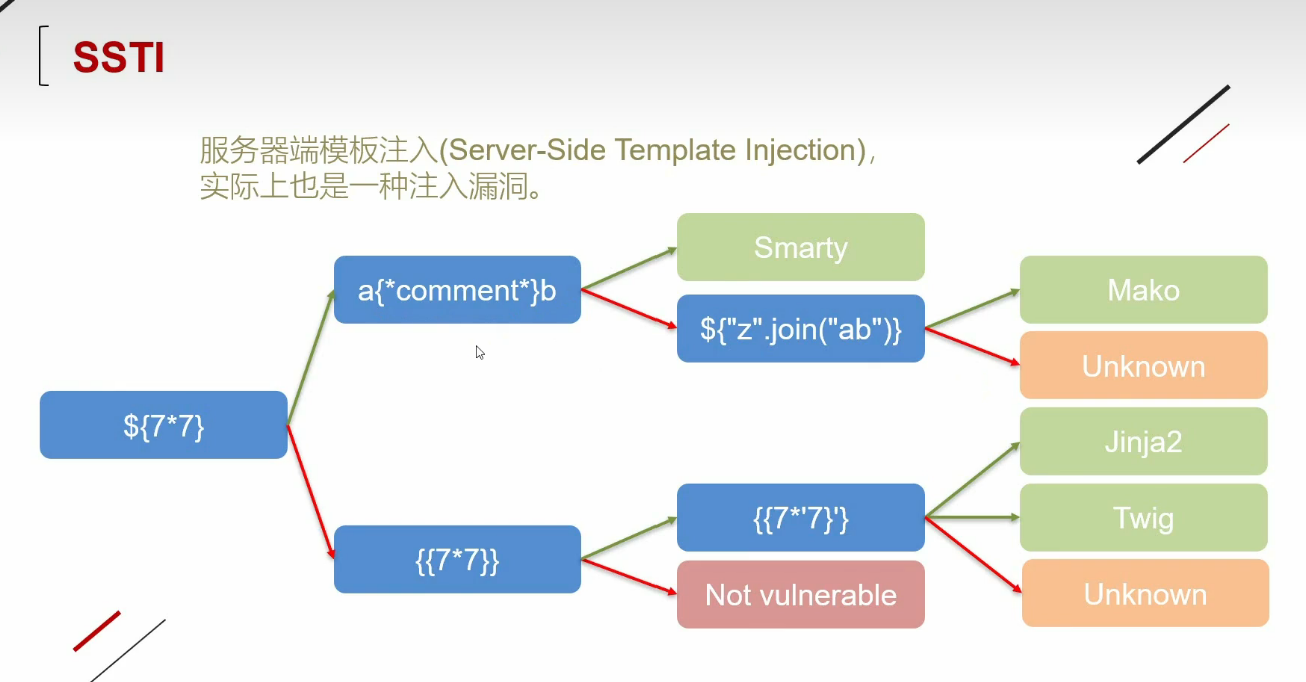 SSTI
服务器端模板注入(Server-Side Template Injection)，
实际上也是一种注入漏洞。
Smarty
a{*comment*}b
Mako
${"z".join("ab")}
Unknown
${7*7}
Jinja2
{{7*'7}'}
Twig
{{7*7}}
Not vulnerable
Unknown